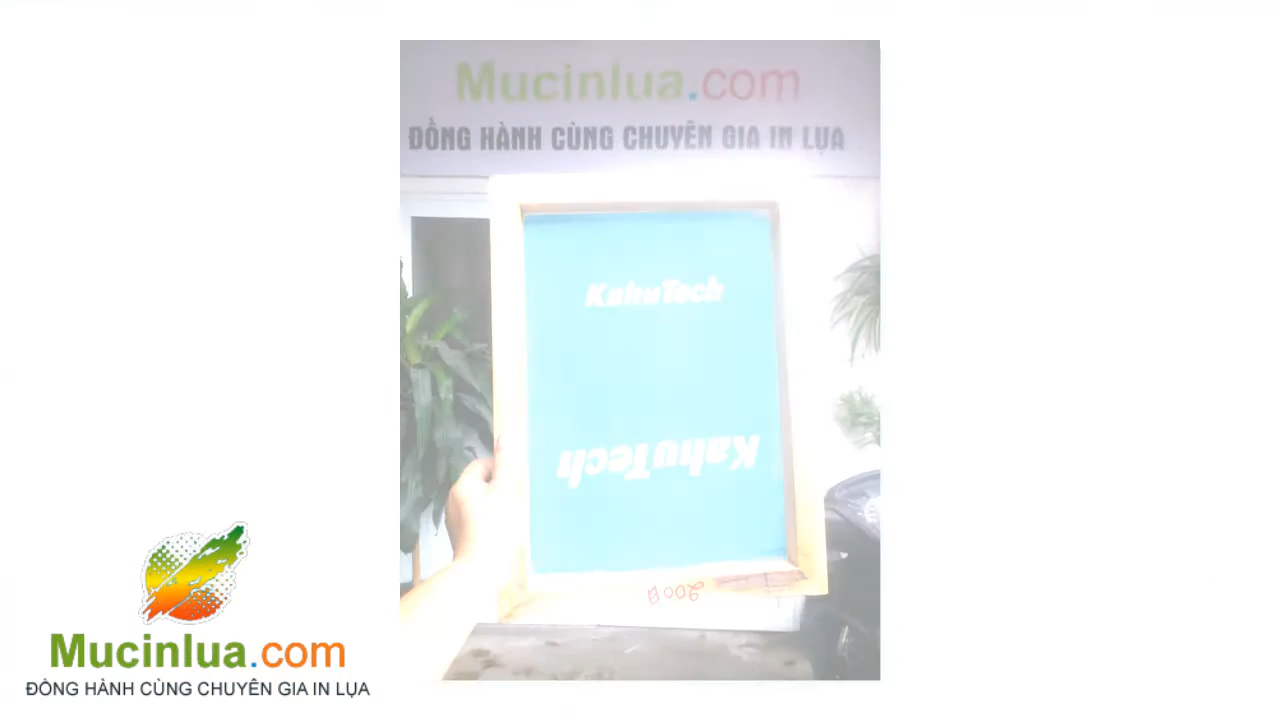 Mucinlua.com
ĐỒNG HÀNH CÙNG CHUYÊN GIA IN LỤA
KahuTech
KahuTech
200B
Mucinlua.com
ĐỒNG HÀNH CÙNG CHUYÊN GIA IN LỤA